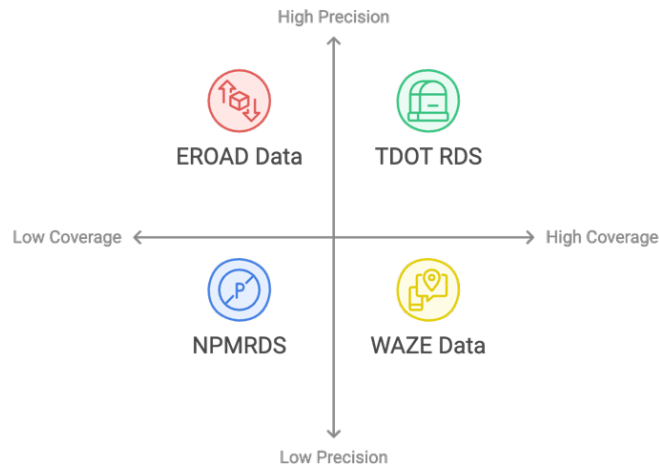 High Precision
EROAD Data
TDOT RDS
Low Coverage
High Coverage
P
NPMRDS
WAZE Data
Low Precision